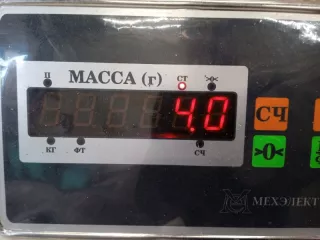 МАССА (г)
П СТ
4.0
КГ ФТ СЧ
СЧ
>0<
МЕХЭЛЕКТ